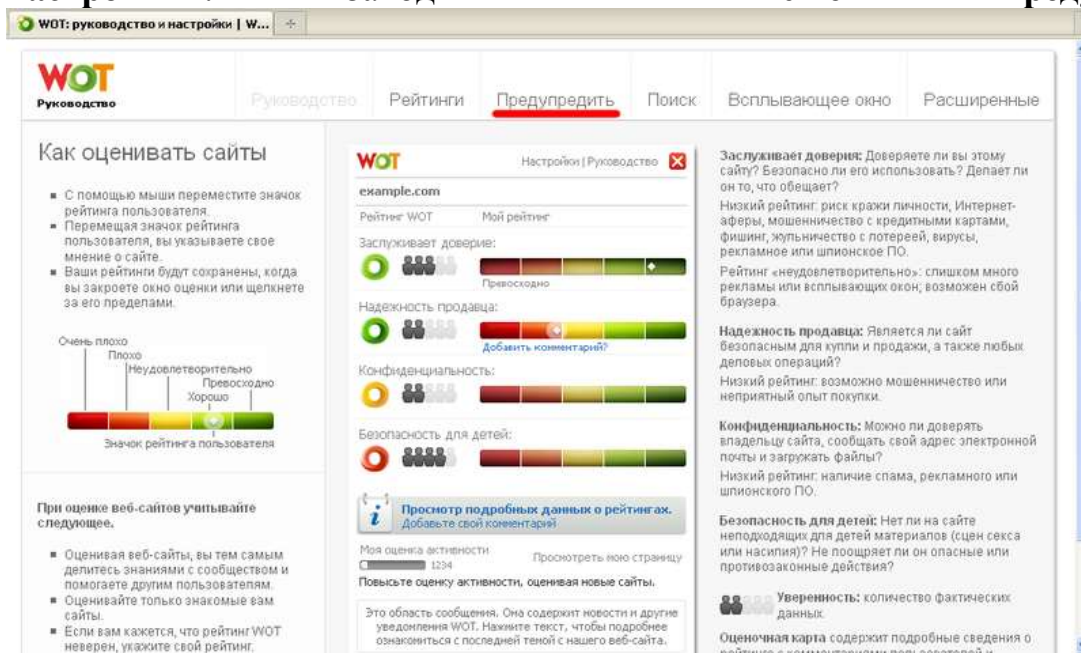 WOT: руководство и настройки | W...
WOT
Руководство
Руководство
Рейтинги
Предупредить
Поиск
Всплывающее окно
Расширенные
Как оценивать сайты
С помощью мыши переместите значок
рейтинга пользователя.
Перемещая значок рейтинга
пользователя, вы указываете свое
мнение о сайте.
Ваши рейтинги будут сохранены, когда
вы закроете окно оценки или щелкнете
за его пределами.
Очень плохо
Плохо
Неудовлетворительно
Превосходно
Хорошо
Значок рейтинга пользователя
При оценке веб-сайтов учитывайте
следующее.
Оценивая веб-сайты, вы тем самым
делитесь знаниями с сообществом и
помогаете другим пользователям.
Оценивайте только знакомые вам
сайты.
Если вам кажется, что рейтинг WOT
неверен, укажите свой рейтинг.
WOT
Настройки | Руководство
example.com
Рейтинг WOT
Мой рейтинг
Заслуживает доверие:
Превосходно
Надежность продавца:
Добавить комментарий?
Конфиденциальность:
Безопасность для детей:
Просмотр подробных данных о рейтингах.
Добавьте свой комментарий
Моя оценка активности
1234
Просмотреть мою страницу
Повысьте оценку активности, оценивая новые сайты.
Это область сообщения. Она содержит новости и другие
уведомления WOT. Нажмите текст, чтобы подробнее
ознакомиться с последней темой с нашего веб-сайта.
Заслуживает доверия: Доверяете ли вы этому
сайту? Безопасно ли его использовать? Делает ли
он то, что обещает?
Низкий рейтинг: риск кражи личности, Интернет-
аферы, мошенничество с кредитными картами,
фишинг, жульничество с лотереей, вирусы,
рекламное или шпионское ПО.
Рейтинг «неудовлетворительно»: слишком много
рекламы или всплывающих окон; возможен сбой
браузера.
Надежность продавца: Является ли сайт
безопасным для купли и продажи, а также любых
деловых операций?
Низкий рейтинг: возможно мошенничество или
неприятный опыт покупки.
Конфиденциальность: Можно ли доверять
владельцу сайта, сообщать свой адрес электронной
почты и загружать файлы?
Низкий рейтинг: наличие спама, рекламного или
шпионского ПО.
Безопасность для детей: Нет ли на сайте
неподходящих для детей материалов (сцен секса
или насилия)? Не поощряет ли он опасные или
противозаконные действия?
Уверенность: количество фактических
данных.
Оценочная карта содержит подробные сведения о